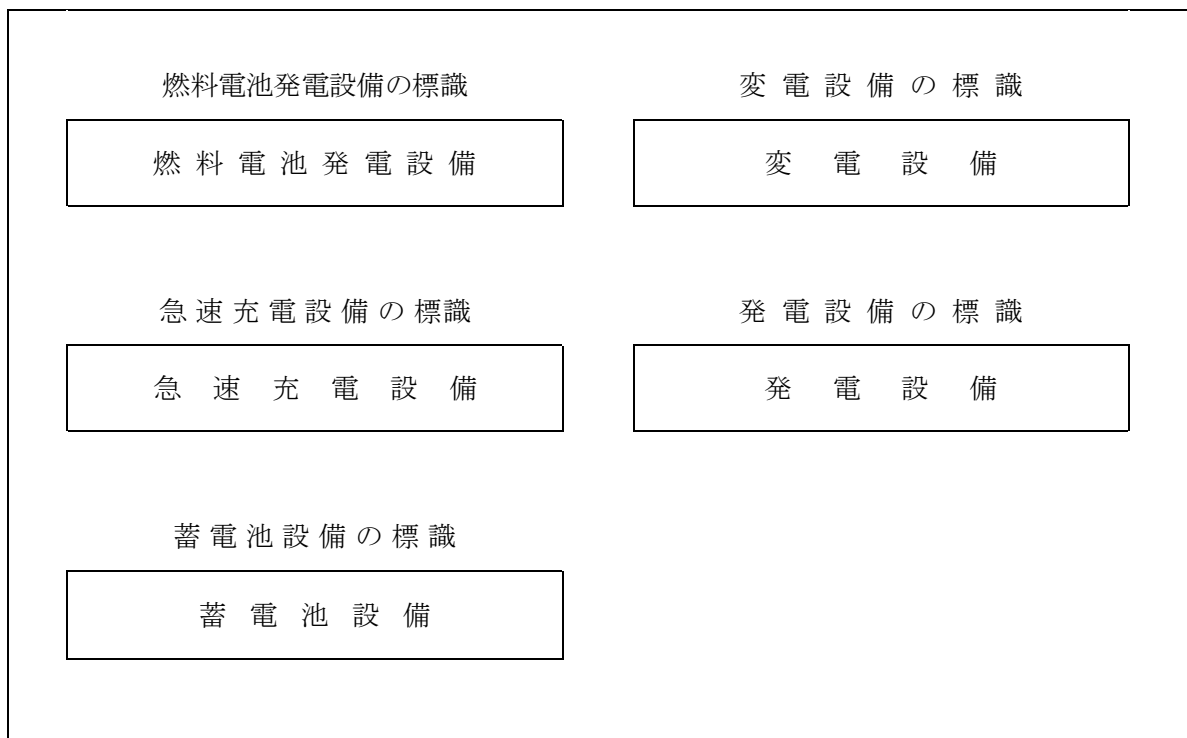 燃料電池発電設備の標識
燃料電池発電設備
変電設備の標識
変電設備
急速充電設備の標識
急速充電設備
発電設備の標識
発電設備
蓄電池設備の標識
蓄電池設備